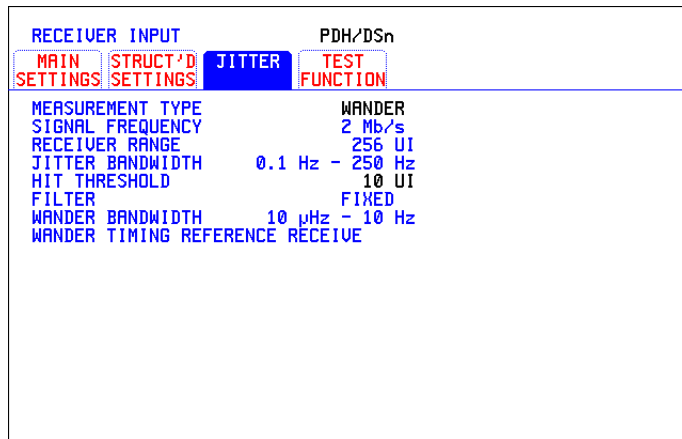 RECEIVER INPUT PDH/DSn
MAIN SETTINGS STRUCT'D SETTINGS JITTER TEST FUNCTION
MEASUREMENT TYPE WANDER
SIGNAL FREQUENCY 2 Mb/s
RECEIVER RANGE 256 UI
JITTER BANDWIDTH 0.1 Hz - 250 Hz
HIT THRESHOLD 10 UI
FILTER FIXED
WANDER BANDWIDTH 10 μHz - 10 Hz
WANDER TIMING REFERENCE RECEIVE